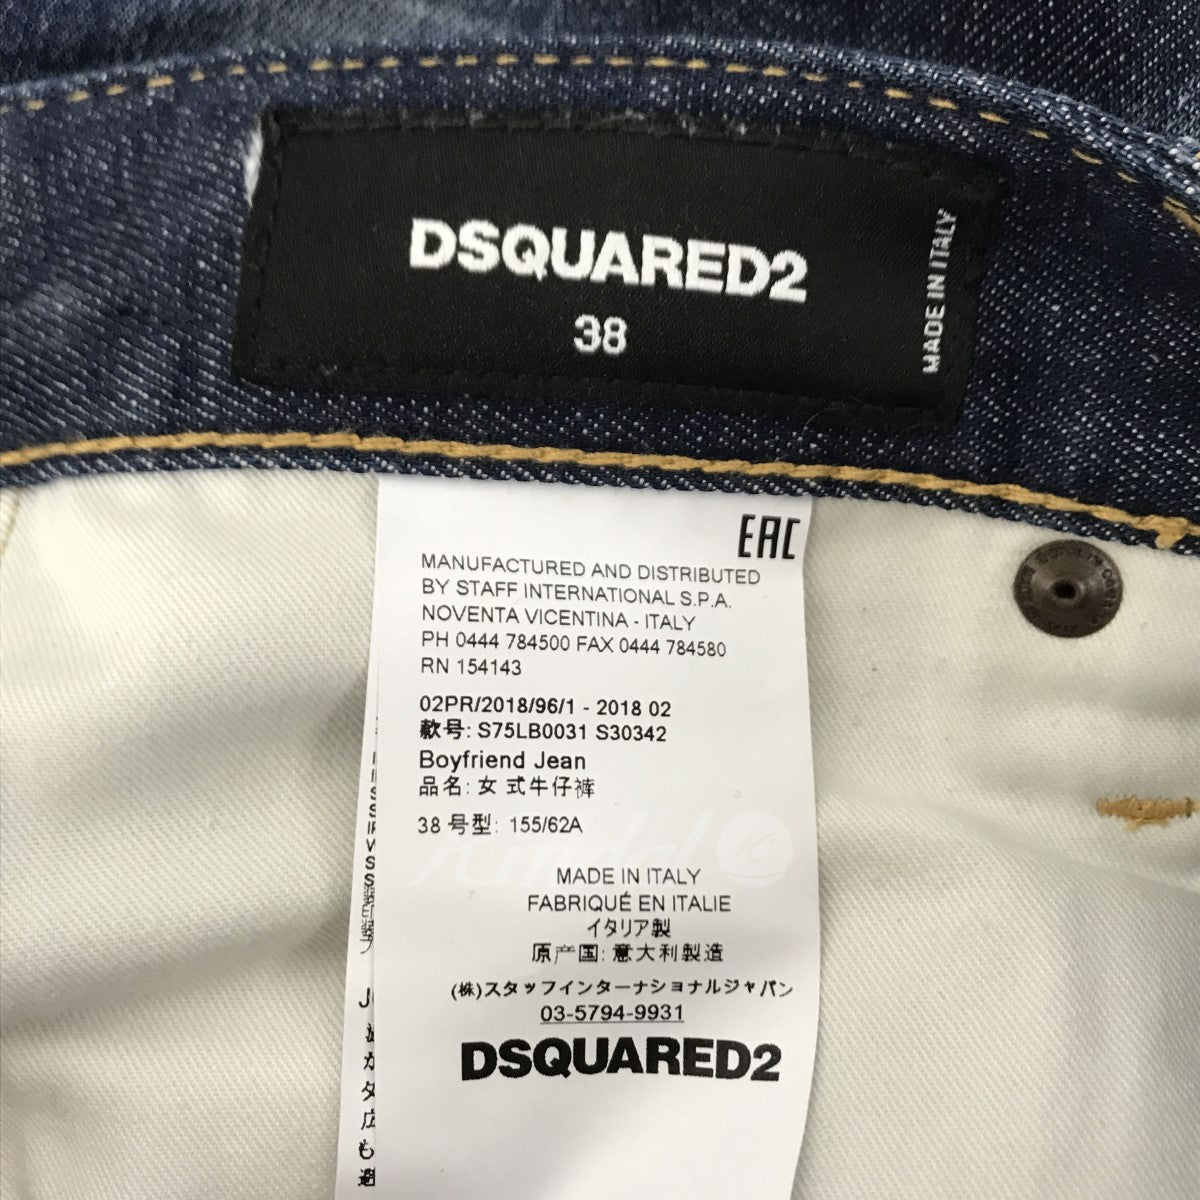 DSQUARED2
38
MADE IN ITALY
EAC
MANUFACTURED AND DISTRIBUTED
BY STAFF INTERNATIONAL S.P.A.
NOVENTA VICENTINA - ITALY
PH 0444 784500 FAX 0444 784580
RN 154143
02PR/2018/96/1 - 2018 02
款号: S75LB0031 S30342
Boyfriend Jean
品名: 女 式牛仔裤
38 号型: 155/62A
Kindal
MADE IN ITALY
FABRIQUÉ EN ITALIE
イタリア製
原产国: 意大利製造
(株)スタッフインターナショナルジャパン
03-5794-9931
DSQUARED2